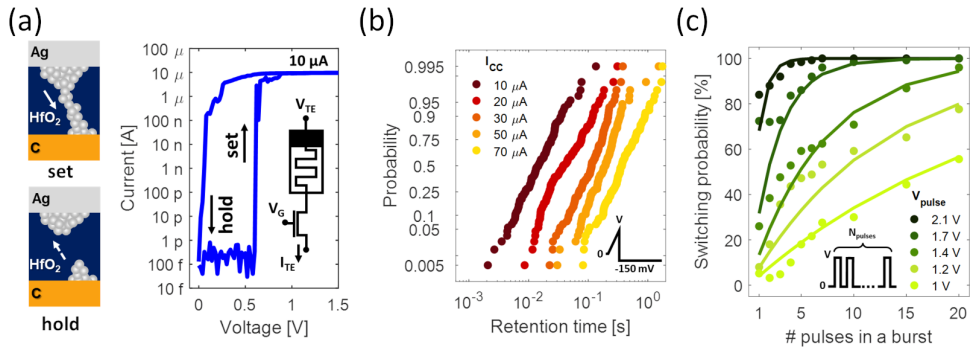 (a)
Ag
HfO2
C
set
Ag
HfO2
C
hold
100 µ
10 µ
1 µ
100 n
10 n
1 n
100 p
10 p
1 p
100 f
10 f
Current [A]
0
0.5
1
1.5
Voltage [V]
10 µA
VTE
set
hold
VG
ITE
(b)
0.995
0.95
0.9
0.75
0.5
0.25
0.1
0.05
0.005
Probability
ICC
10 µA
20 µA
30 µA
50 µA
70 µA
V
0
-150 mV
10-3
10-2
10-1
100
Retention time [s]
(c)
100
80
60
40
20
0
Switching probability [%]
Vpulse
2.1 V
1.7 V
1.4 V
1.2 V
1 V
Npulses
V
0
1
5
10
15
20
# pulses in a burst